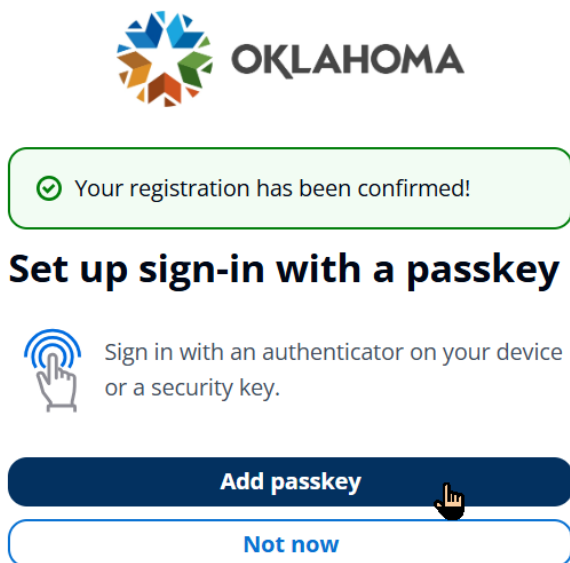 OKLAHOMA
Your registration has been confirmed!
Set up sign-in with a passkey
Sign in with an authenticator on your device
or a security key.
Add passkey
Not now